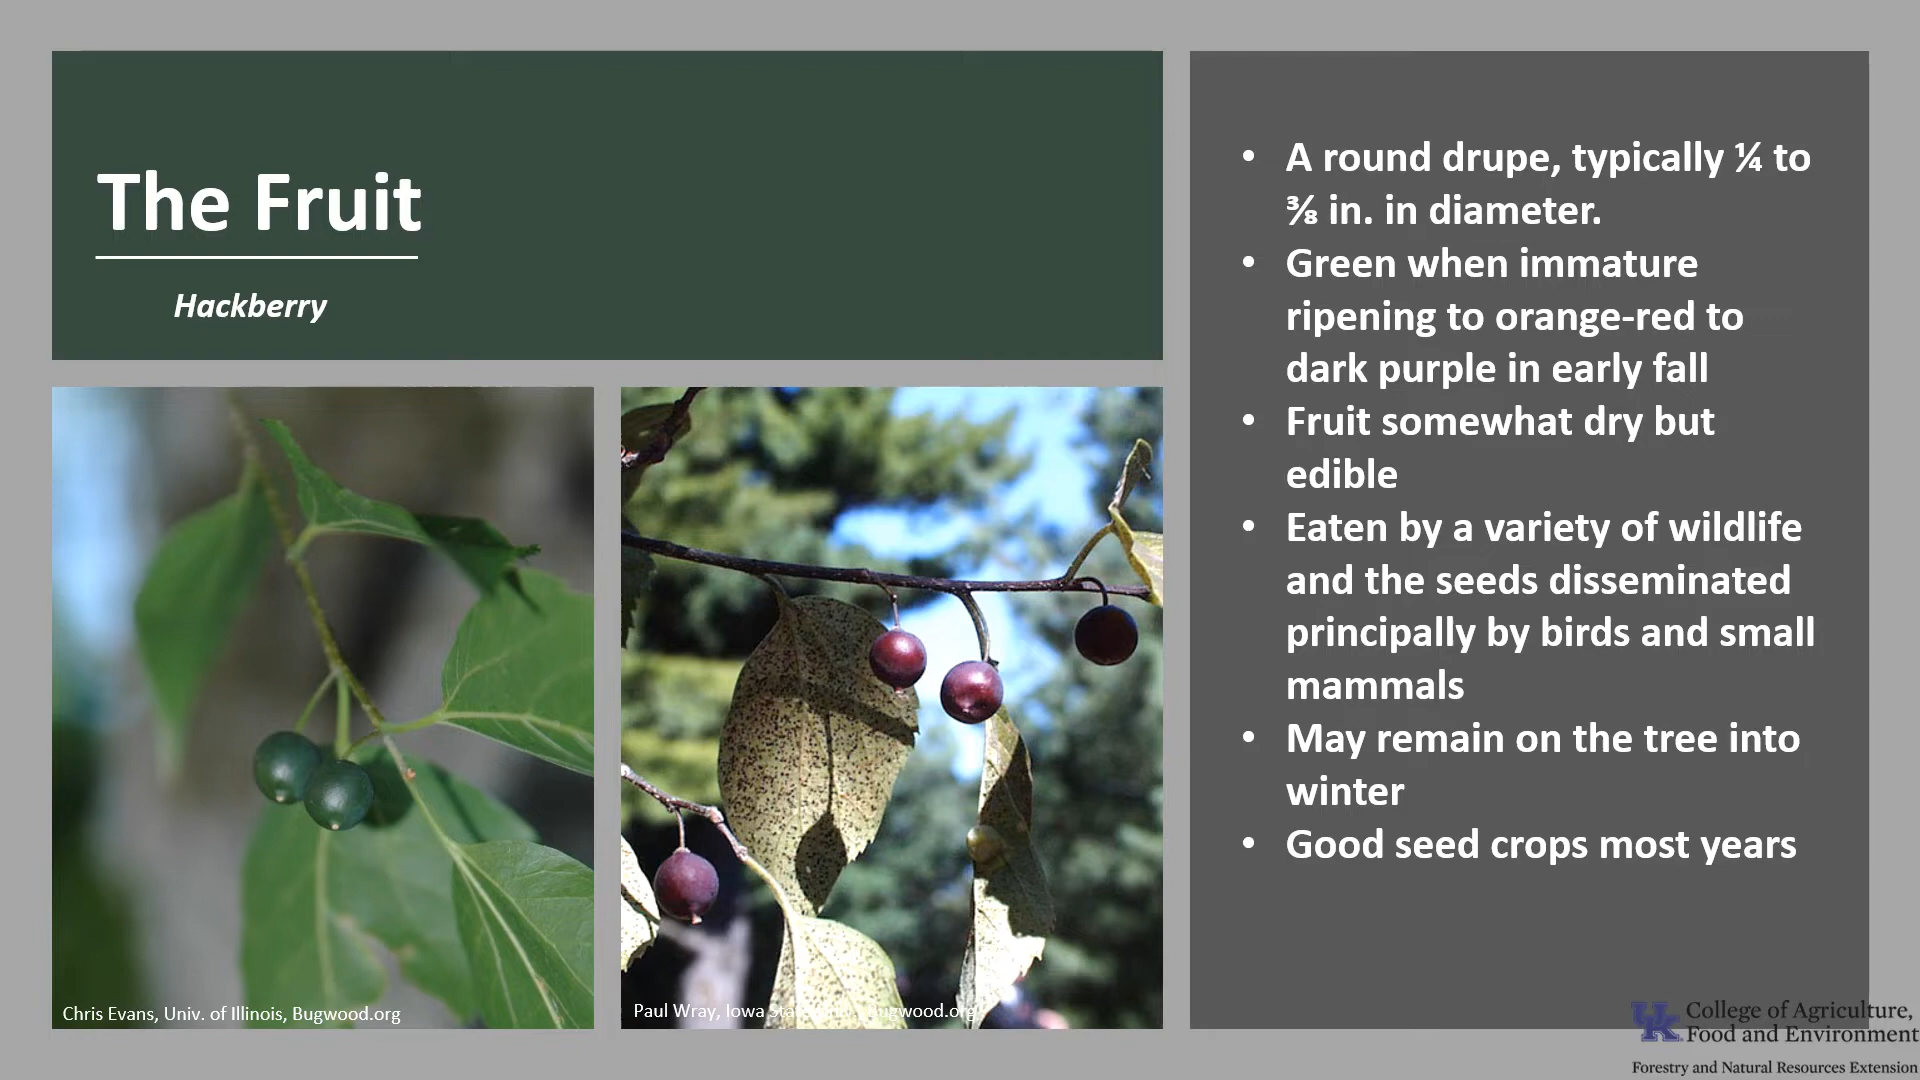 The Fruit
Hackberry
• A round drupe, typically ¼ to
⅜ in. in diameter.
• Green when immature
ripening to orange-red to
dark purple in early fall
• Fruit somewhat dry but
edible
• Eaten by a variety of wildlife
and the seeds disseminated
principally by birds and small
mammals
• May remain on the tree into
winter
• Good seed crops most years
Chris Evans, Univ. of Illinois, Bugwood.org
Paul Wray, Iowa State Bugwood.org
UK College of Agriculture,
Food and Environment
Forestry and Natural Resources Extension